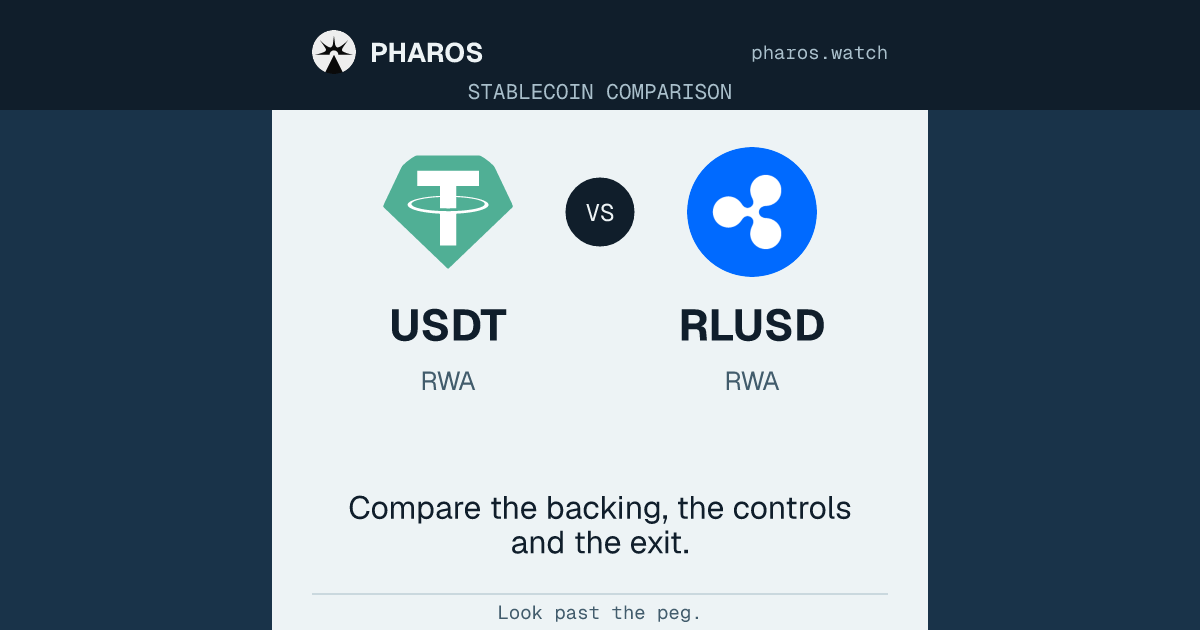 PHAROS
pharos.watch
STABLECOIN COMPARISON
VS
USDT
RLUSD
RWA
RWA
Compare the backing, the controls
and the exit.
Look past the peg.